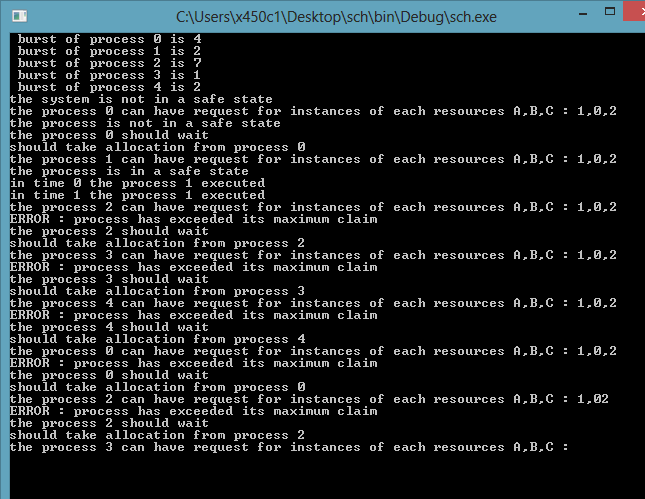 C:\Users\x450c1\Desktop\sch\bin\Debug\sch.exe
burst of process 0 is 4
burst of process 1 is 2
burst of process 2 is 7
burst of process 3 is 1
burst of process 4 is 2
the system is not in a safe state
the process 0 can have request for instances of each resources A,B,C : 1,0,2
the process is not in a safe state
the process 0 should wait
should take allocation from process 0
the process 1 can have request for instances of each resources A,B,C : 1,0,2
the process is in a safe state
in time 0 the process 1 executed
in time 1 the process 1 executed
the process 2 can have request for instances of each resources A,B,C : 1,0,2
ERROR : process has exceeded its maximum claim
the process 2 should wait
should take allocation from process 2
the process 3 can have request for instances of each resources A,B,C : 1,0,2
ERROR : process has exceeded its maximum claim
the process 3 should wait
should take allocation from process 3
the process 4 can have request for instances of each resources A,B,C : 1,0,2
ERROR : process has exceeded its maximum claim
the process 4 should wait
should take allocation from process 4
the process 0 can have request for instances of each resources A,B,C : 1,0,2
ERROR : process has exceeded its maximum claim
the process 0 should wait
should take allocation from process 0
the process 2 can have request for instances of each resources A,B,C : 1,02
ERROR : process has exceeded its maximum claim
the process 2 should wait
should take allocation from process 2
the process 3 can have request for instances of each resources A,B,C :